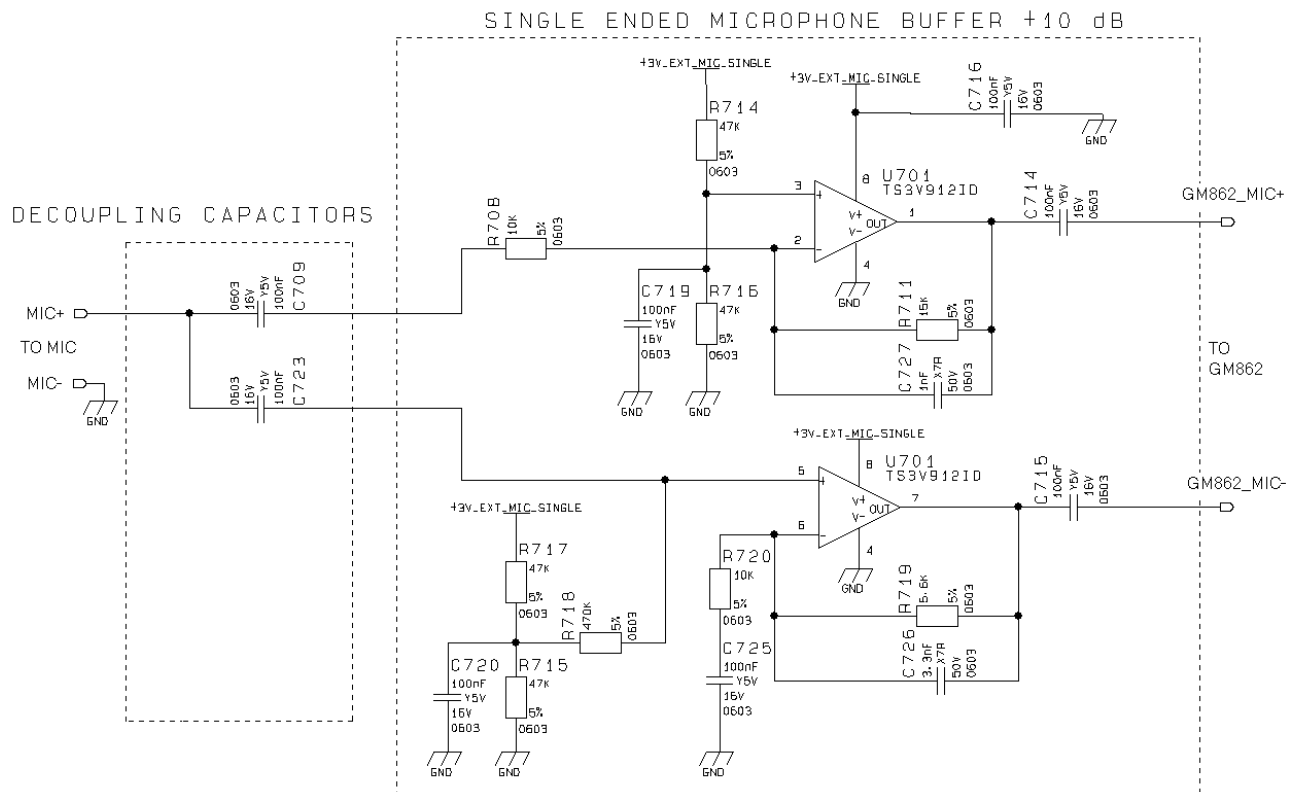 SINGLE ENDED MICROPHONE BUFFER +10 dB
DECOUPLING CAPACITORS
MIC+
TO MIC
MIC-
GND
0603
16V
Y5V
100nF
C709
0603
16V
Y5V
100nF
C723
R708
10K
5%
0603
+3V_EXT_MIC_SINGLE
R714
47K
5%
0603
C719
100nF
Y5V
16V
0603
GND
R716
47K
5%
0603
GND
+3V_EXT_MIC_SINGLE
C716
100nF
Y5V
16V
0603
GND
3
2
8
U701
TS3V912ID
+
-
V+
V-
OUT
1
4
GND
R711
15K
5%
0603
C727
1nF
X7R
50V
0603
C714
100nF
Y5V
16V
0603
GM862_MIC+
TO
GM862
+3V_EXT_MIC_SINGLE
8
U701
TS3V912ID
5
6
+
-
V+
V-
OUT
7
4
GND
R719
5.6K
5%
0603
C726
3.3nF
X7R
50V
0603
C715
100nF
Y5V
16V
0603
GM862_MIC-
+3V_EXT_MIC_SINGLE
R717
47K
5%
0603
R718
470K
5%
0603
C720
100nF
Y5V
16V
0603
GND
R715
47K
5%
0603
GND
R720
10K
5%
0603
C725
100nF
Y5V
16V
0603
GND